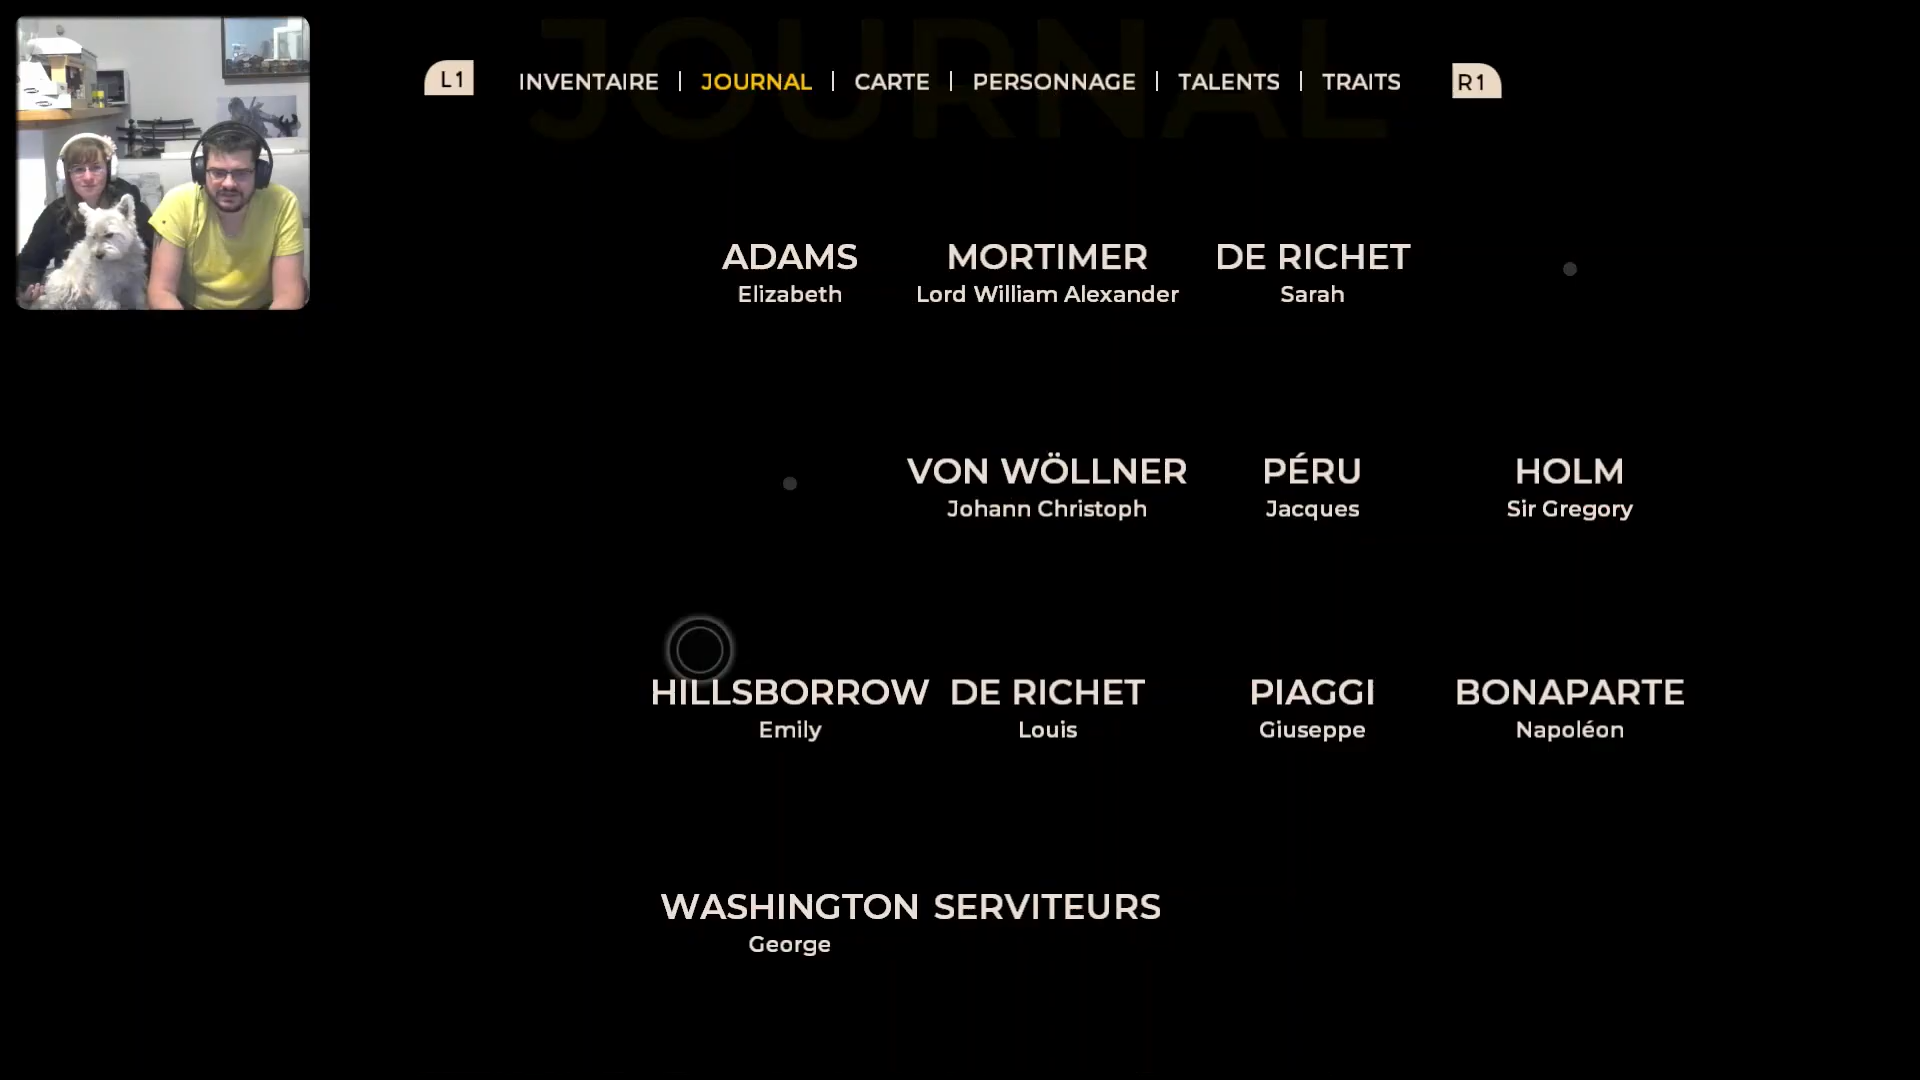 JOURNAL
L1 INVENTAIRE | JOURNAL | CARTE | PERSONNAGE | TALENTS | TRAITS R1
ADAMS MORTIMER DE RICHET
Elizabeth Lord William Alexander Sarah
VON WÖLLNER PÉRU HOLM
Johann Christoph Jacques Sir Gregory
HILLSBORROW DE RICHET PIAGGI BONAPARTE
Emily Louis Giuseppe Napoléon
WASHINGTON SERVITEURS
George